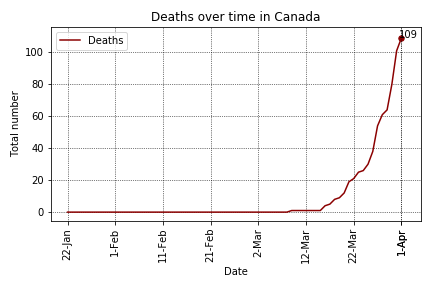 Deaths over time in Canada
109
Deaths
100
80
60
40
20
0
Total number
22-Jan
1-Feb
11-Feb
21-Feb
2-Mar
12-Mar
22-Mar
1-Apr
Date